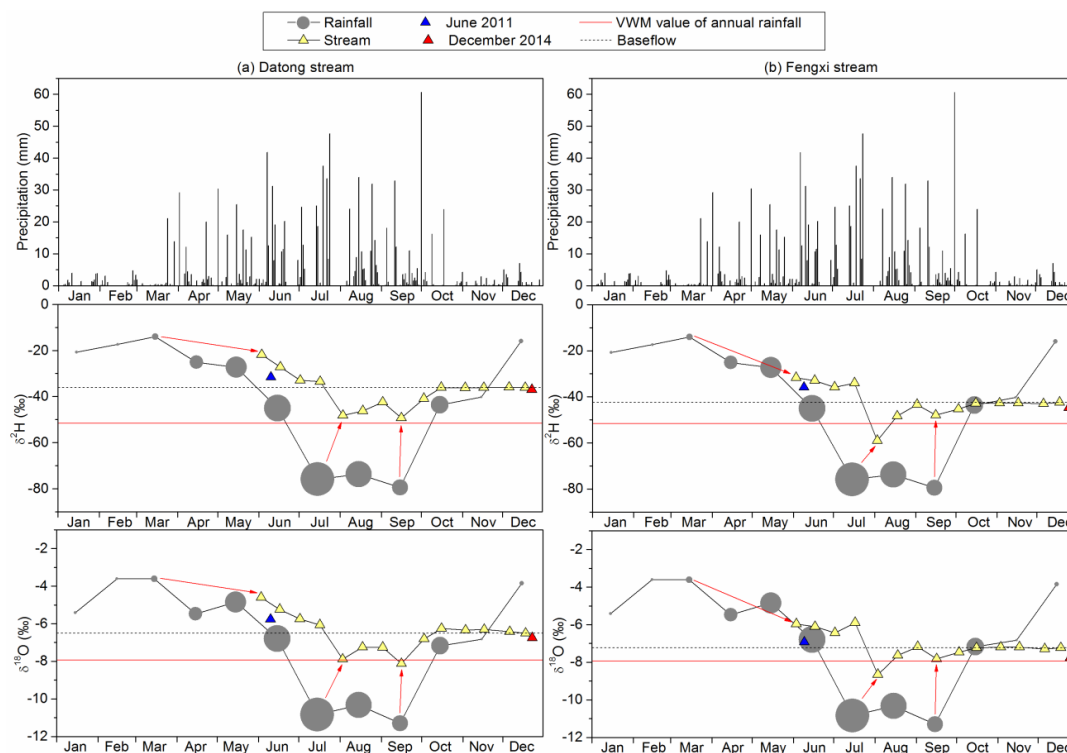 Rainfall June 2011 VWM value of annual rainfall
Stream December 2014 Baseflow
(a) Datong stream (b) Fengxi stream
Precipitation (mm)
60
50
40
30
20
10
0
Jan Feb Mar Apr May Jun Jul Aug Sep Oct Nov Dec
Precipitation (mm)
60
50
40
30
20
10
0
Jan Feb Mar Apr May Jun Jul Aug Sep Oct Nov Dec
δ²H (‰)
0
-20
-40
-60
-80
Jan Feb Mar Apr May Jun Jul Aug Sep Oct Nov Dec
δ²H (‰)
0
-20
-40
-60
-80
Jan Feb Mar Apr May Jun Jul Aug Sep Oct Nov Dec
δ¹⁸O (‰)
-2
-4
-6
-8
-10
-12
Jan Feb Mar Apr May Jun Jul Aug Sep Oct Nov Dec
δ¹⁸O (‰)
-2
-4
-6
-8
-10
12
Jan Feb Mar Apr May Jun Jul Aug Sep Oct Nov Dec